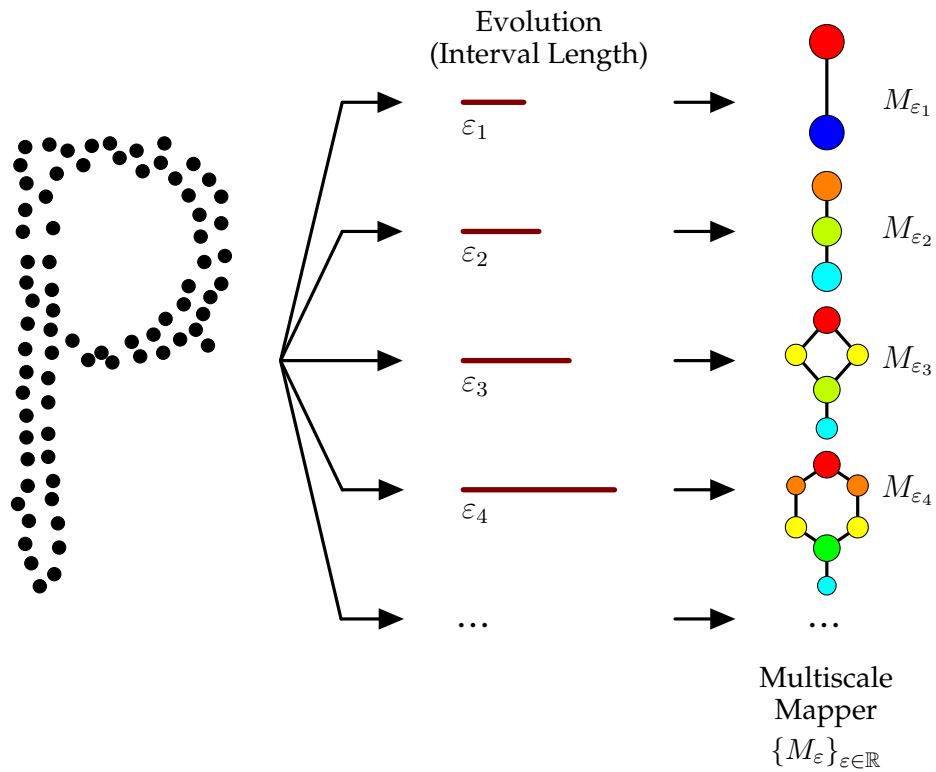 Evolution
(Interval Length)
ε₁
M_{ε₁}
ε₂
M_{ε₂}
ε₃
M_{ε₃}
ε₄
M_{ε₄}
...
...
Multiscale
Mapper
{M_ε}_{ε∈ℝ}